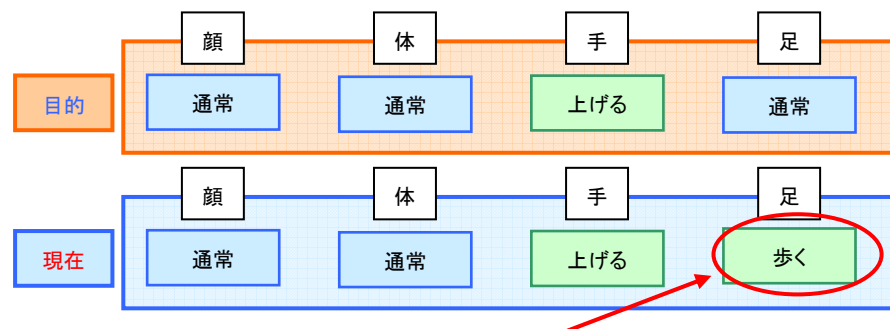 顔 体 手 足
目的 通常 通常 上げる 通常
顔 体 手 足
現在 通常 通常 上げる 歩く